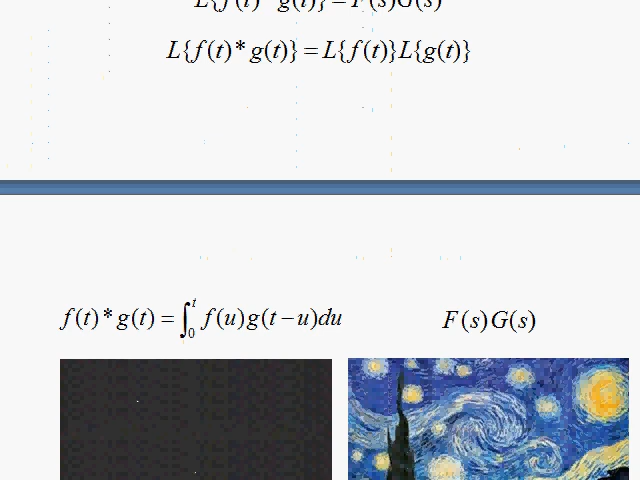 L{f(t)*g(t)} = F(s)G(s)
L{f(t)*g(t)} = L{f(t)}L{g(t)}
f(t)*g(t) = ∫₀ᵗ f(u)g(t−u)du
F(s)G(s)